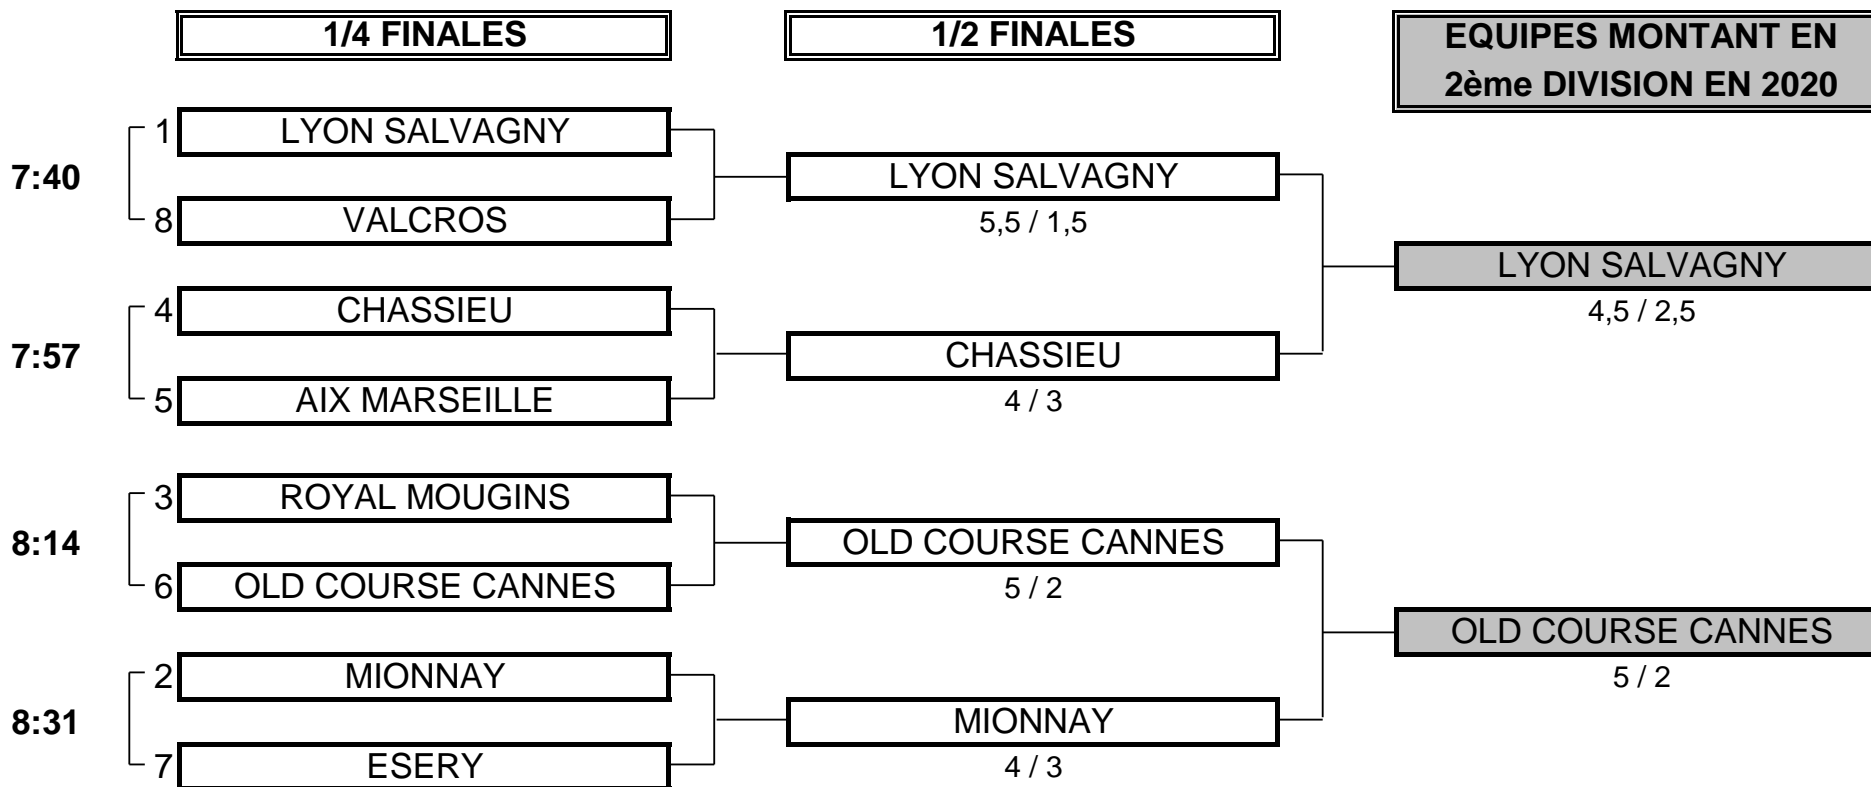 1/4 FINALES
1/2 FINALES
EQUIPES MONTANT EN
2ème DIVISION EN 2020
7:40
1 LYON SALVAGNY
8 VALCROS
LYON SALVAGNY
5,5 / 1,5
7:57
4 CHASSIEU
5 AIX MARSEILLE
CHASSIEU
4 / 3
LYON SALVAGNY
4,5 / 2,5
8:14
3 ROYAL MOUGINS
6 OLD COURSE CANNES
OLD COURSE CANNES
5 / 2
8:31
2 MIONNAY
7 ESERY
MIONNAY
4 / 3
OLD COURSE CANNES
5 / 2